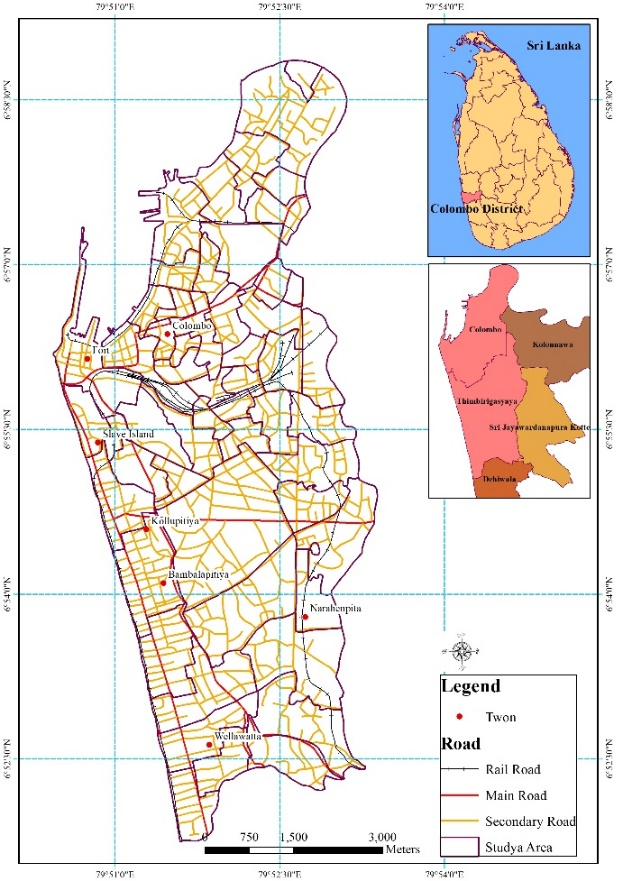 79°51'0"E 79°52'30"E 79°54'0"E
6°58'30"N 6°58'30"N
6°57'0"N 6°57'0"N
6°55'0"N 6°55'0"N
6°54'0"N 6°54'0"N
6°52'30"N 6°52'30"N
Sri Lanka
Colombo District
Colombo
Kolonnawa
Thimbirigasyaya
Sri Jayawardanapura Kotte
Dehiwala
Colombo
Fort
Slave Island
Kollupitiya
Bambalapitiya
Narahenpita
Wellawatta
Legend
Twon
Road
Rail Road
Main Road
Secondary Road
Studya Area
0 750 1,500 3,000
Meters
79°51'0"E 79°52'30"E 79°54'0"E